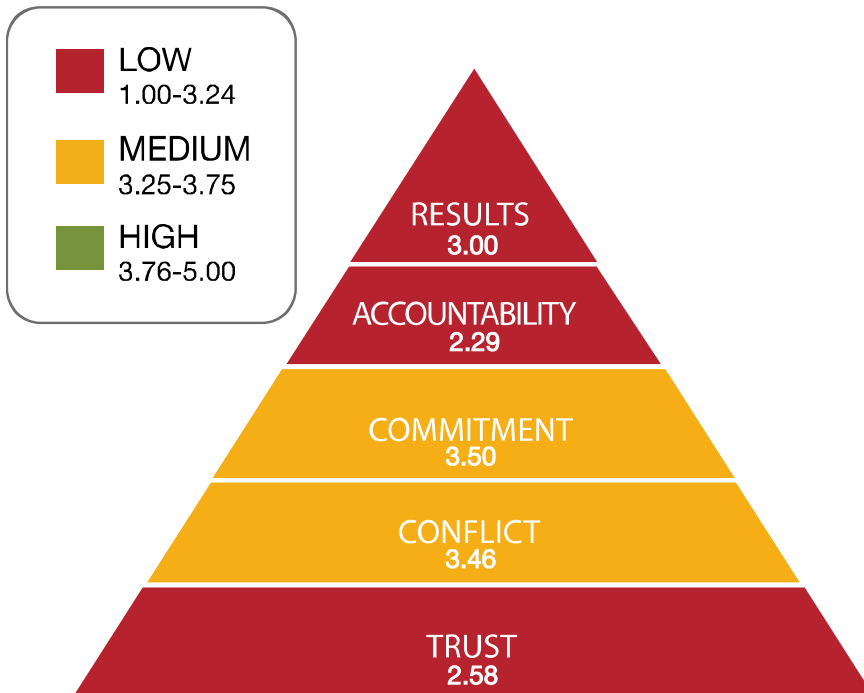 LOW
1.00-3.24
MEDIUM
3.25-3.75
HIGH
3.76-5.00
RESULTS
3.00
ACCOUNTABILITY
2.29
COMMITMENT
3.50
CONFLICT
3.46
TRUST
2.58